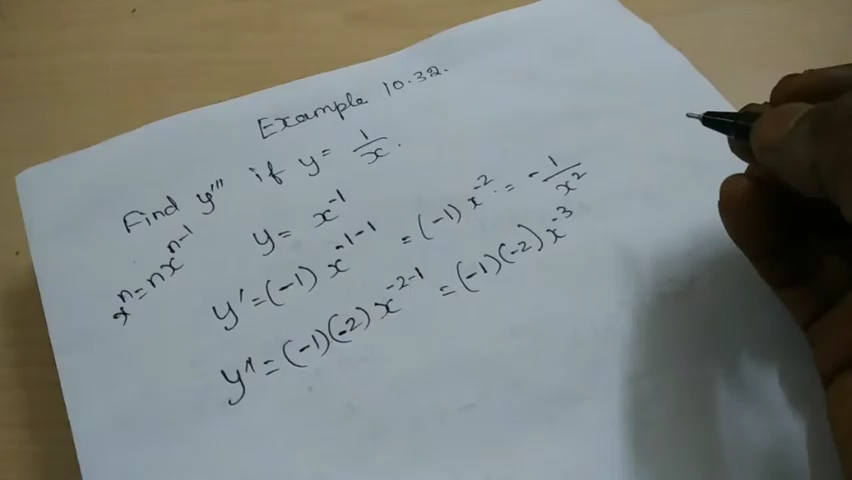 Example 10.32.
Find y''' if y = 1/x.
y = x^-1
x^n = nx^n-1
y' = (-1) x^-1-1 = (-1) x^-2 = -1/x^2
y'' = (-1)(-2) x^-2-1 = (-1)(-2) x^-3